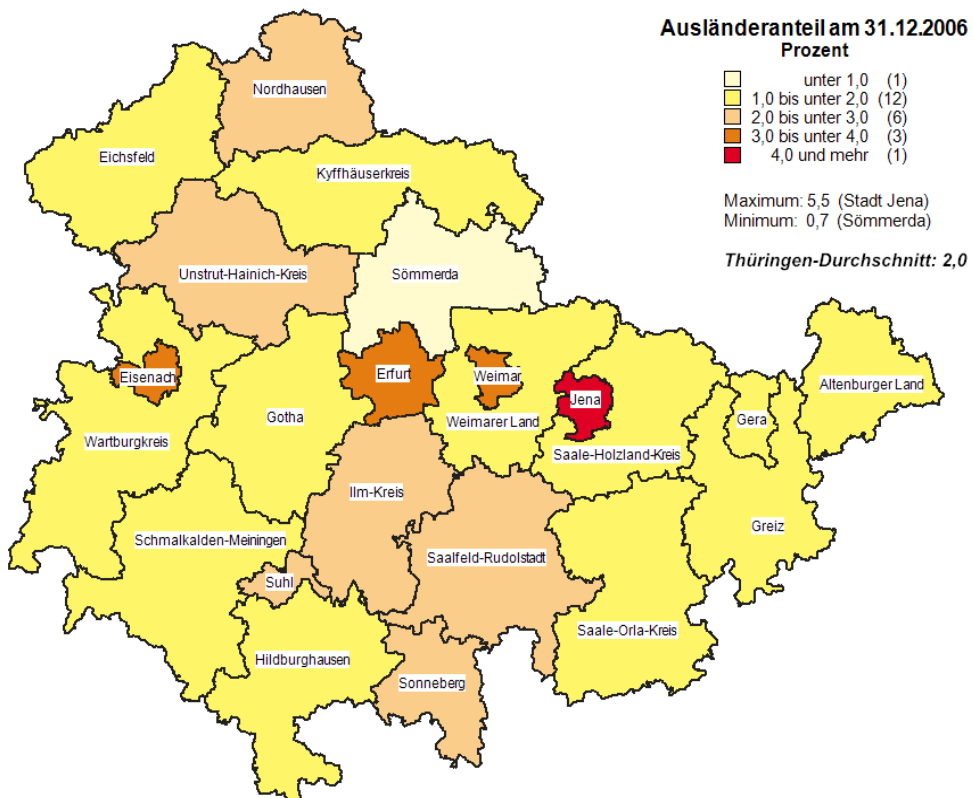 Ausländeranteil am 31.12.2006
Prozent
unter 1,0 (1)
1,0 bis unter 2,0 (12)
2,0 bis unter 3,0 (6)
3,0 bis unter 4,0 (3)
4,0 und mehr (1)
Maximum: 5,5 (Stadt Jena)
Minimum: 0,7 (Sömmerda)
Thüringen-Durchschnitt: 2,0
Nordhausen
Eichsfeld
Kyffhäuserkreis
Unstrut-Hainich-Kreis
Sömmerda
Eisenach
Erfurt
Weimar
Jena
Altenburger Land
Gotha
Weimarer Land
Gera
Wartburgkreis
Saale-Holzland-Kreis
Ilm-Kreis
Greiz
Schmalkalden-Meiningen
Saalfeld-Rudolstadt
Suhl
Saale-Orla-Kreis
Hildburghausen
Sonneberg